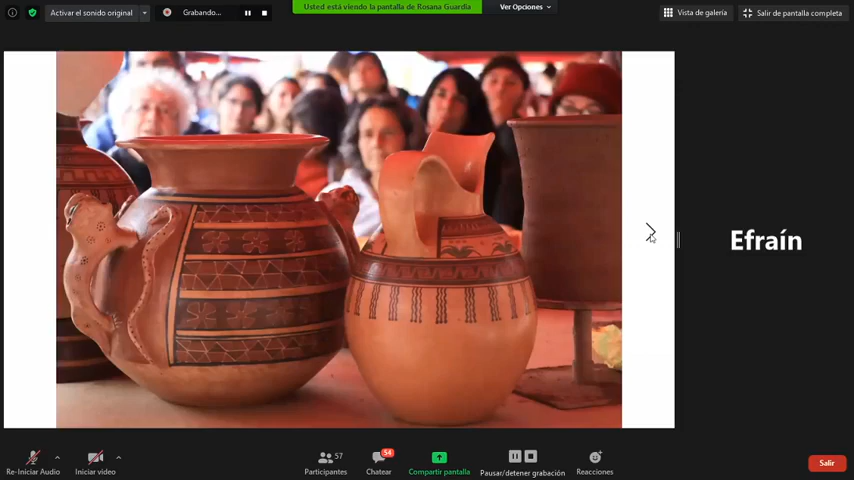 Activar el sonido original
Grabando...
Usted está viendo la pantalla de Rosana Guardia
Ver Opciones
Vista de galería
Salir de pantalla completa
Efraín
Re-Iniciar Audio
Iniciar video
57
Participantes
54
Chatear
Compartir pantalla
Pausar/detener grabación
Reacciones
Salir